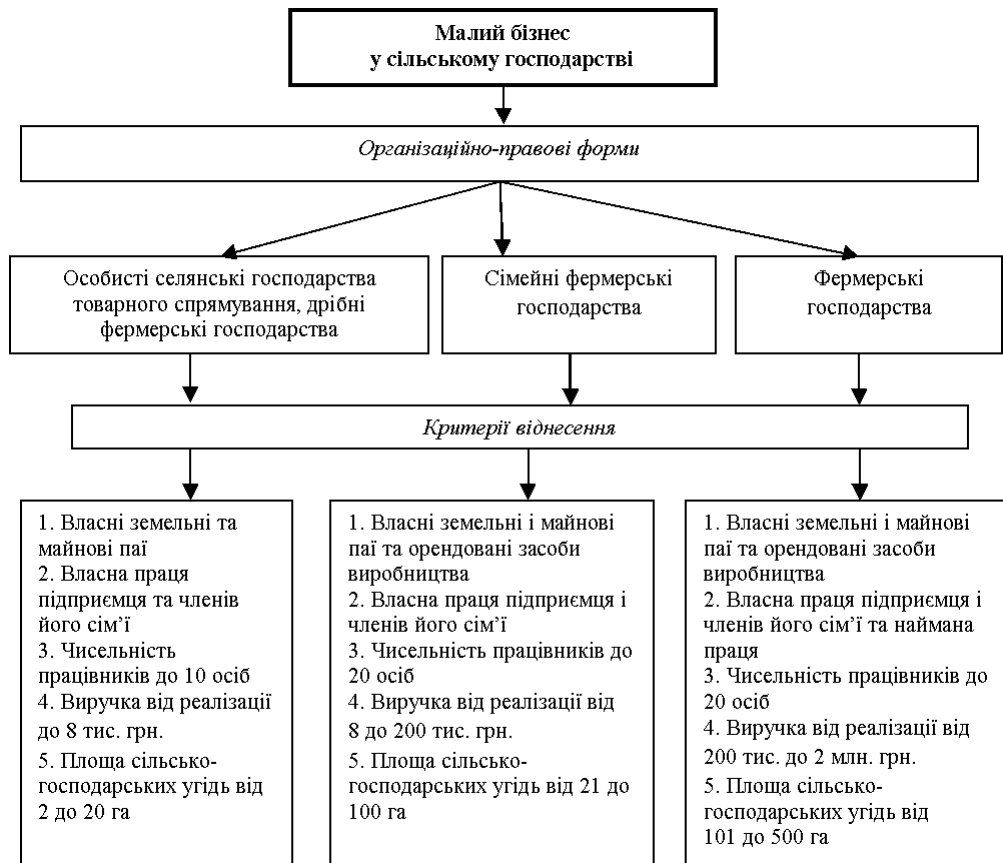 Малий бізнес
у сільському господарстві
Організаційно-правові форми
Особисті селянські господарства
товарного спрямування, дрібні
фермерські господарства
Сімейні фермерські
господарства
Фермерські
господарства
Критерії віднесення
1. Власні земельні та
майнові паї
2. Власна праця
підприємця та членів
його сім’ї
3. Чисельність
працівників до 10 осіб
4. Виручка від реалізації
до 8 тис. грн.
5. Площа сільсько-
господарських угідь від
2 до 20 га
1. Власні земельні і майнові
паї та орендовані засоби
виробництва
2. Власна праця підприємця і
членів його сім’ї
3. Чисельність працівників до
20 осіб
4. Виручка від реалізації від
8 до 200 тис. грн.
5. Площа сільсько-
господарських угідь від 21 до
100 га
1. Власні земельні і майнові
паї та орендовані засоби
виробництва
2. Власна праця підприємця і
членів його сім’ї та наймана
праця
3. Чисельність працівників до
20 осіб
4. Виручка від реалізації від
200 тис. до 2 млн. грн.
5. Площа сільсько-
господарських угідь від
101 до 500 га